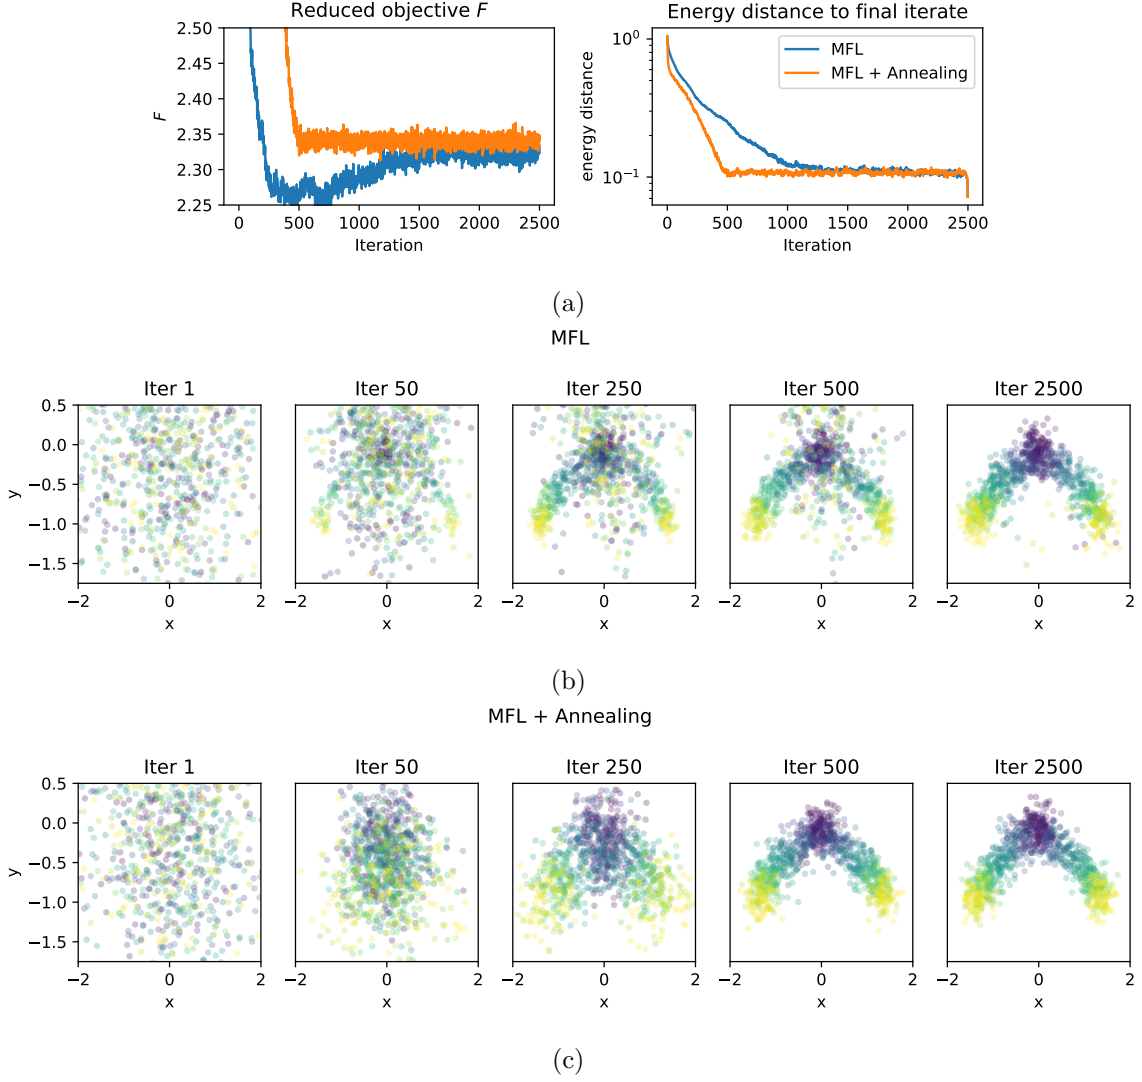 Reduced objective F
Energy distance to final iterate
2.50
2.45
2.40
2.35
2.30
2.25
F
0
500
1000
1500
2000
2500
Iteration
10⁰
10⁻¹
energy distance
MFL
MFL + Annealing
0
500
1000
1500
2000
2500
Iteration
(a)
MFL
Iter 1
Iter 50
Iter 250
Iter 500
Iter 2500
0.5
0.0
−0.5
−1.0
−1.5
y
−2 0 2
−2 0 2
−2 0 2
−2 0 2
−2 0 2
x
x
x
x
x
(b)
MFL + Annealing
Iter 1
Iter 50
Iter 250
Iter 500
Iter 2500
0.5
0.0
−0.5
−1.0
−1.5
y
−2 0 2
−2 0 2
−2 0 2
−2 0 2
−2 0 2
x
x
x
x
x
(c)